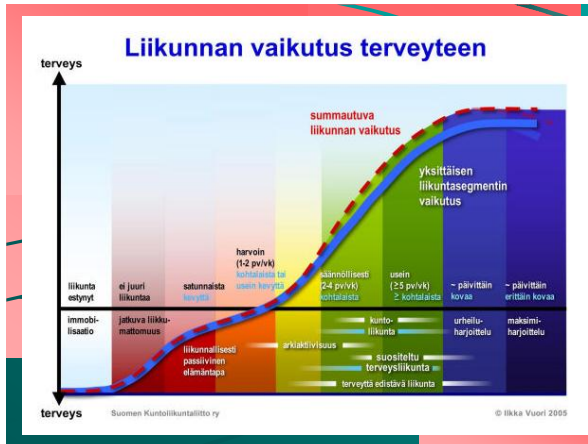 Liikunnan vaikutus terveyteen
terveys
summautuva
liikunnan vaikutus
yksittäisen
liikuntasegmentin
vaikutus
liikunta
estynyt
ei juuri
liikuntaa
satunnaista
kevyttä
harvoin
(1-2 pv/vk)
kohtalaista tai
usein kevyttä
säännöllisesti
(2-4 pv/vk)
kohtalaista
usein
(≥5 pv/vk)
≥ kohtalaista
~ päivittäin
kovaa
~ päivittäin
erittäin kovaa
immobi-
lisaatio
jatkuva liikku-
mattomuus
liikunnallisesti
passiivinen
elämäntapa
arkiaktiivisuus
kunto-
liikunta
suositeltu
terveysliikunta
terveyttä edistävä liikunta
urheilu-
harjoittelu
maksimi-
harjoittelu
terveys
Suomen Kuntoliikuntaliitto ry
© Ilkka Vuori 2005